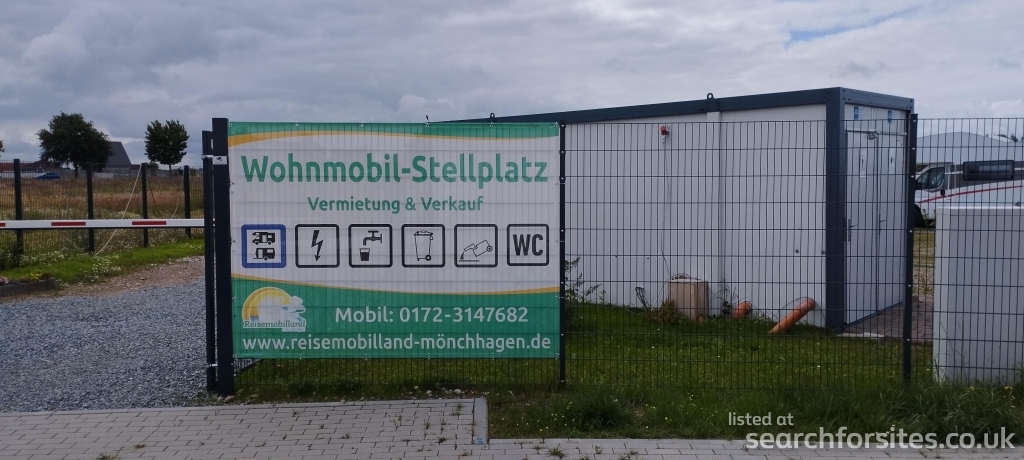 Wohnmobil-Stellplatz
Vermietung & Verkauf
WC
Reisemobilland
Mobil: 0172-3147682
www.reisemobilland-mönchhagen.de
listed at
searchforsites.co.uk